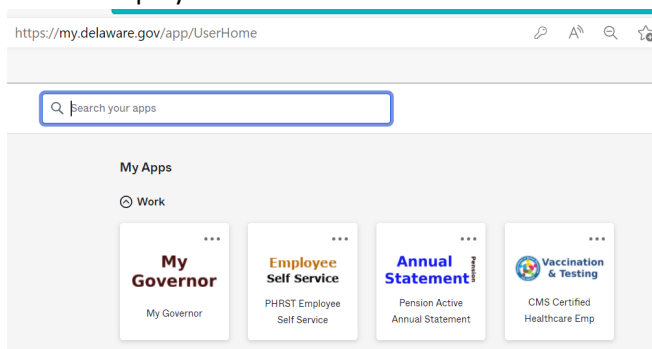 https://my.delaware.gov/app/UserHome
Search your apps
My Apps
Work
My
Governor
My Governor
Employee
Self Service
PHRST Employee
Self Service
Annual
Statement
Pension
Pension Active
Annual Statement
Vaccination
& Testing
CMS Certified
Healthcare Emp